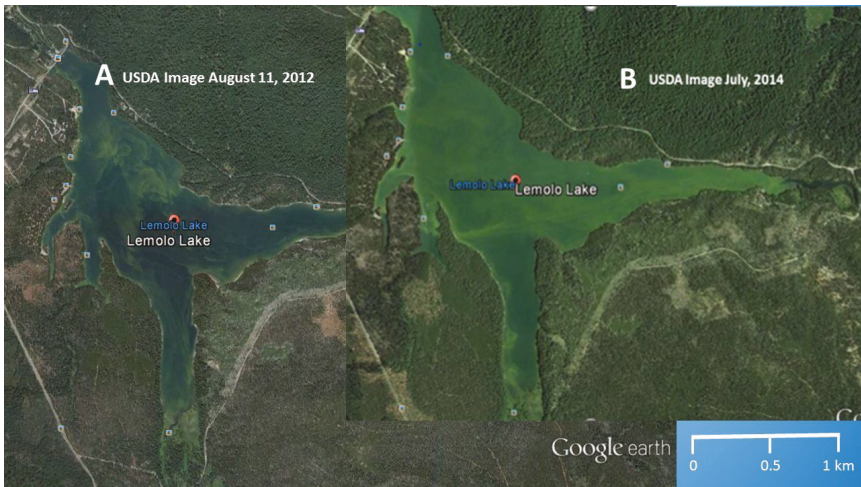 A USDA Image August 11, 2012
B USDA Image July, 2014
Lemolo Lake
Lemolo Lake
Lemolo Lake
Lemolo Lake
Google earth
0 0.5 1 km